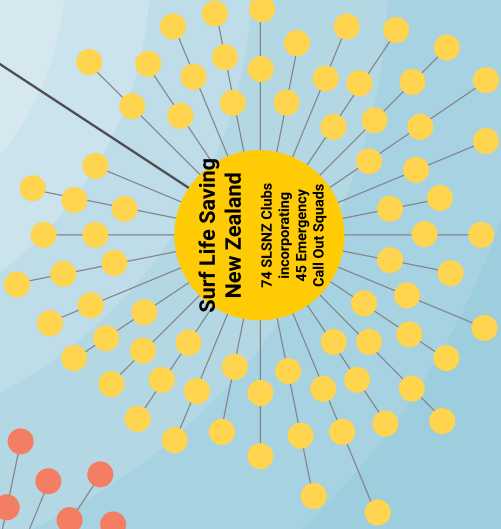 Surf Life Saving
New Zealand
74 SLSNZ Clubs
incorporating
45 Emergency
Call Out Squads